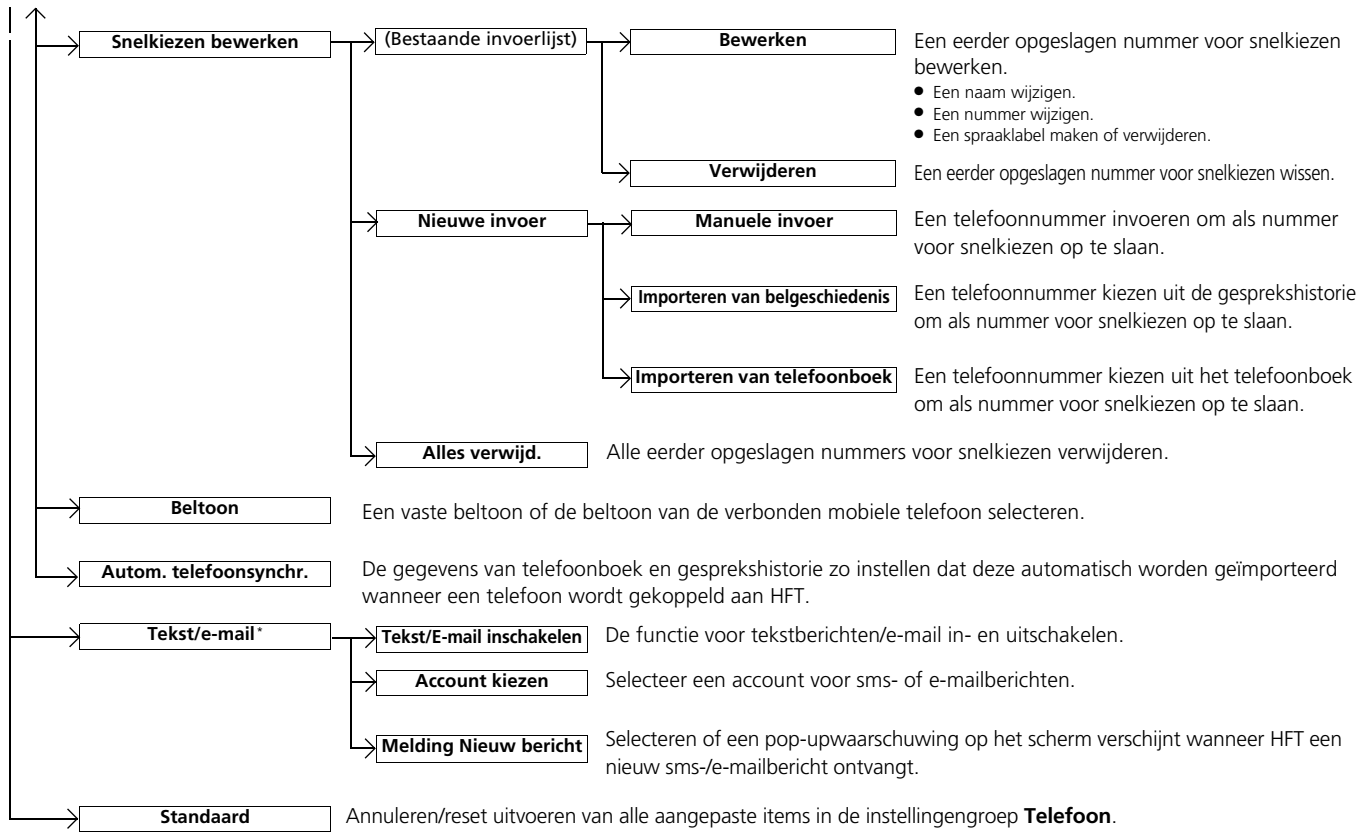 Snelkiezen bewerken
(Bestaande invoerlijst)
Bewerken
Een eerder opgeslagen nummer voor snelkiezen
bewerken.
● Een naam wijzigen.
● Een nummer wijzigen.
● Een spraaklabel maken of verwijderen.
Verwijderen
Een eerder opgeslagen nummer voor snelkiezen wissen.
Nieuwe invoer
Manuele invoer
Een telefoonnummer invoeren om als nummer
voor snelkiezen op te slaan.
Importeren van belgeschiedenis
Een telefoonnummer kiezen uit de gesprekshistorie
om als nummer voor snelkiezen op te slaan.
Importeren van telefoonboek
Een telefoonnummer kiezen uit het telefoonboek
om als nummer voor snelkiezen op te slaan.
Alles verwijd.
Alle eerder opgeslagen nummers voor snelkiezen verwijderen.
Beltoon
Een vaste beltoon of de beltoon van de verbonden mobiele telefoon selecteren.
Autom. telefoonsynchr.
De gegevens van telefoonboek en gesprekshistorie zo instellen dat deze automatisch worden geïmporteerd
wanneer een telefoon wordt gekoppeld aan HFT.
Tekst/e-mail*
Tekst/E-mail inschakelen
De functie voor tekstberichten/e-mail in- en uitschakelen.
Account kiezen
Selecteer een account voor sms- of e-mailberichten.
Melding Nieuw bericht
Selecteren of een pop-upwaarschuwing op het scherm verschijnt wanneer HFT een
nieuw sms-/e-mailbericht ontvangt.
Standaard
Annuleren/reset uitvoeren van alle aangepaste items in de instellingengroep Telefoon.